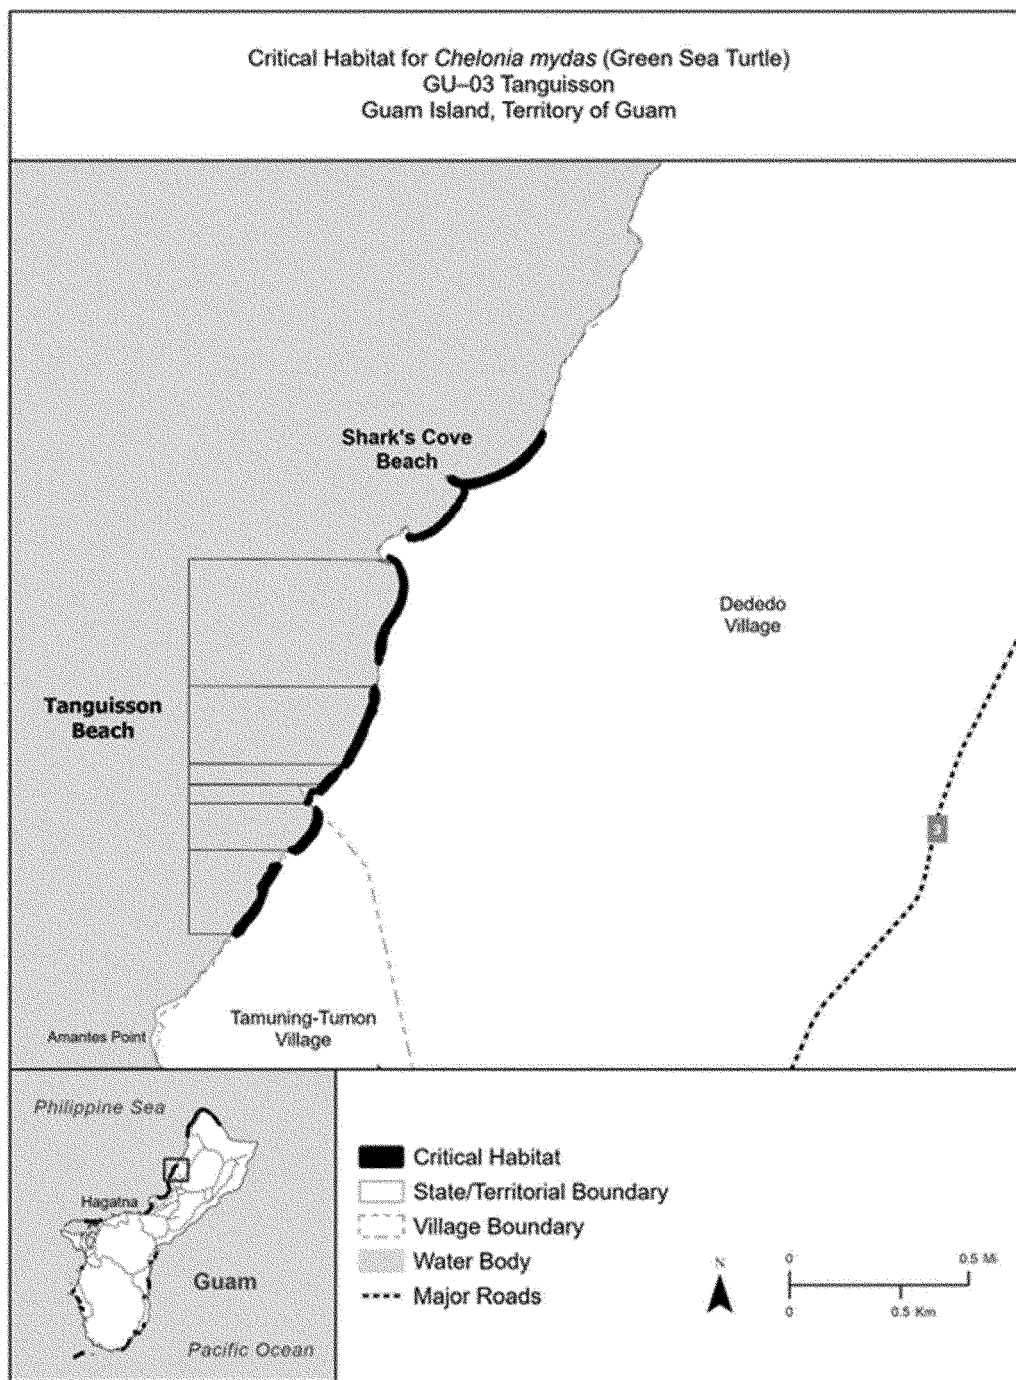 Critical Habitat for Chelonia mydas (Green Sea Turtle)
GU–03 Tanguisson
Guam Island, Territory of Guam
Shark's Cove
Beach
Dededo
Village
Tanguisson
Beach
Tamuning-Tumon
Village
Amantes Point
Philippine Sea
Hagatna
Guam
Pacific Ocean
Critical Habitat
State/Territorial Boundary
Village Boundary
Water Body
Major Roads
N
0 0.5 Mi
0 0.5 Km